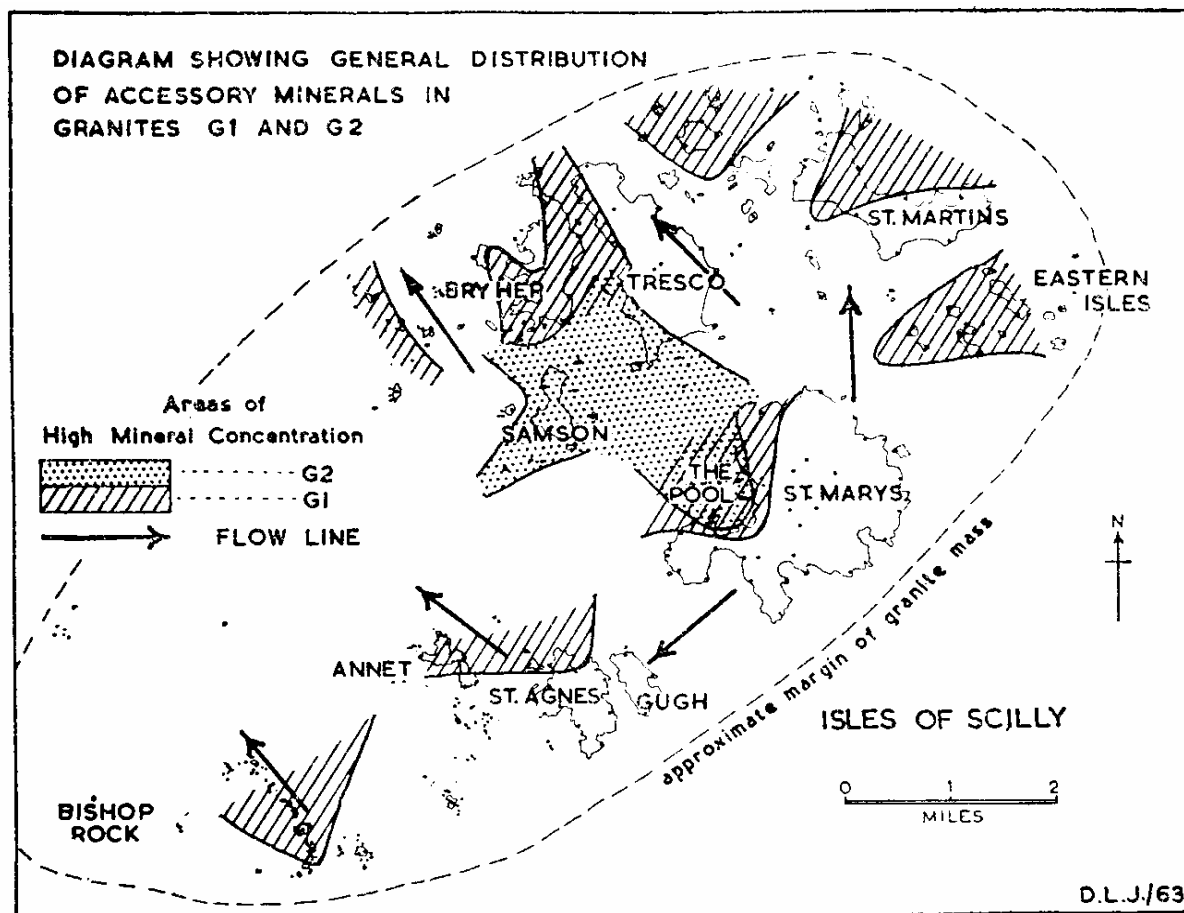 DIAGRAM SHOWING GENERAL DISTRIBUTION
OF ACCESSORY MINERALS IN
GRANITES G1 AND G2
ST. MARTINS
EASTERN
ISLES
BRYHER
TRESCO
Areas of
High Mineral Concentration
G2
G1
FLOW LINE
SAMSON
THE
POOL
ST. MARYS
N
approximate margin of granite mass
ANNET
ST. AGNES
GUGH
ISLES OF SCILLY
0 1 2
MILES
BISHOP
ROCK
D.L.J./63